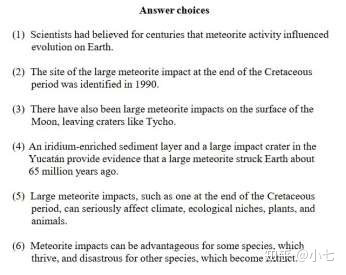 Answer choices
(1) Scientists had believed for centuries that meteorite activity influenced
evolution on Earth.
(2) The site of the large meteorite impact at the end of the Cretaceous
period was identified in 1990.
(3) There have also been large meteorite impacts on the surface of the
Moon, leaving craters like Tycho.
(4) An iridium-enriched sediment layer and a large impact crater in the
Yucatán provide evidence that a large meteorite struck Earth about
65 million years ago.
(5) Large meteorite impacts, such as one at the end of the Cretaceous
period, can seriously affect climate, ecological niches, plants, and
animals.
(6) Meteorite impacts can be advantageous for some species, which
thrive, and disastrous for other species, which become extinct.
知乎 @小七